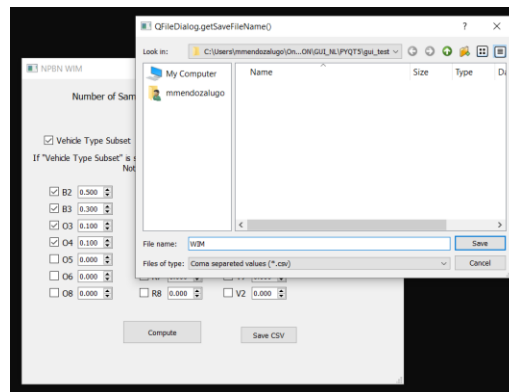 QFileDialog.getSaveFileName()
Look in:
C:\Users\mmendozalugo\On...ON\GUI_NL\PYQT5\gui_test
My Computer
mmendozalugo
Name Size Type Da
File name: WIM Save
Files of type: Coma separeted values (*.csv) Cancel
NPBN WIM
Number of Sam
Vehicle Type Subset
If "Vehicle Type Subset" is s
Not
B2 0.500
B3 0.300
O3 0.100
O4 0.100
O5 0.000
O6 0.000
O8 0.000 R8 0.000 V2 0.000
Compute Save CSV